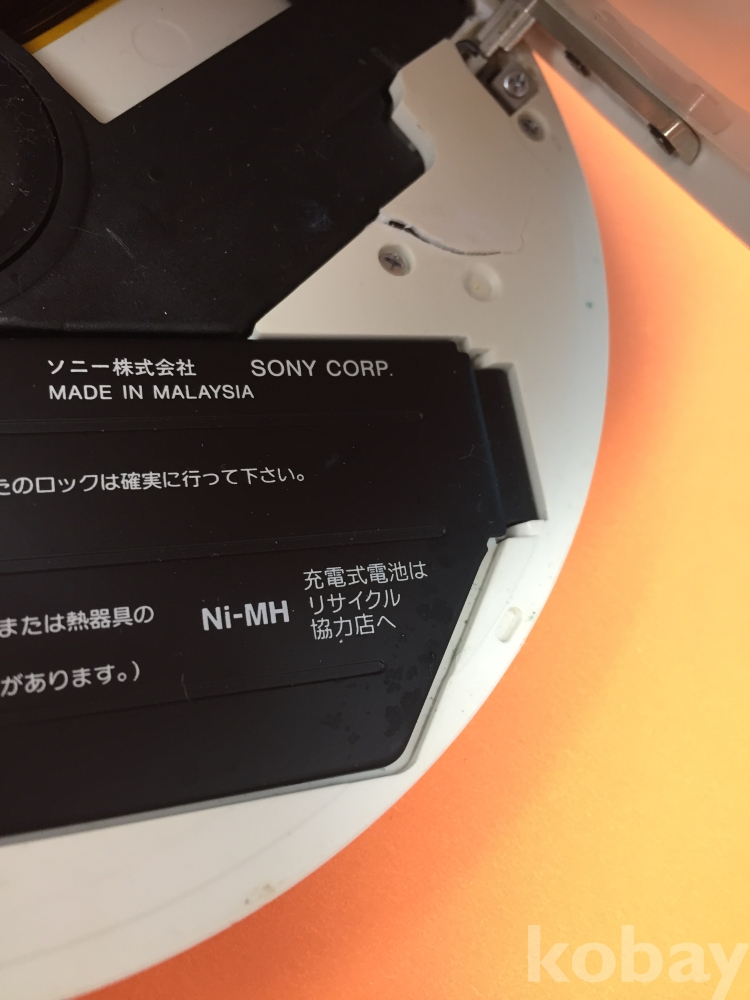 ソニー株式会社 SONY CORP.
MADE IN MALAYSIA
たのロックは確実に行って下さい。
または熱器具の
があります。)
Ni-MH
充電式電池は
リサイクル
協力店へ
kobay